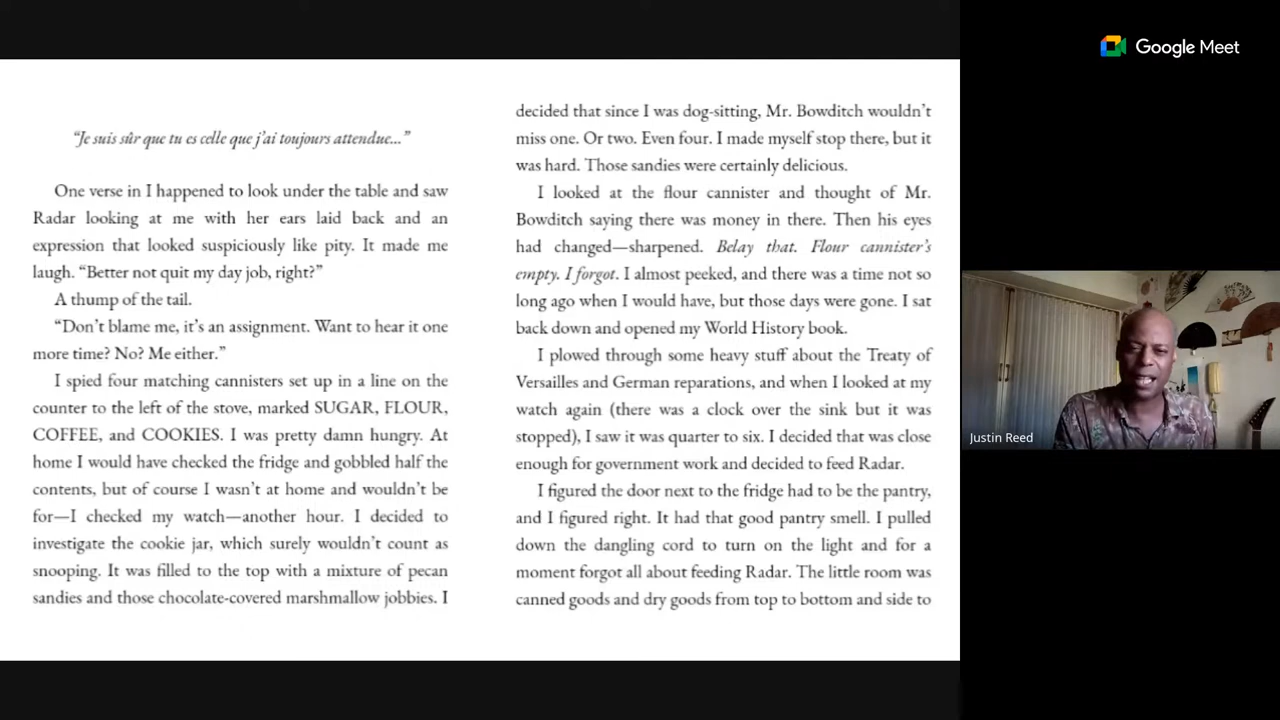 Google Meet
"Je suis sûr que tu es celle que j'ai toujours attendue..."
One verse in I happened to look under the table and saw
Radar looking at me with her ears laid back and an
expression that looked suspiciously like pity. It made me
laugh. "Better not quit my day job, right?"
A thump of the tail.
"Don't blame me, it's an assignment. Want to hear it one
more time? No? Me either."
I spied four matching cannisters set up in a line on the
counter to the left of the stove, marked SUGAR, FLOUR,
COFFEE, and COOKIES. I was pretty damn hungry. At
home I would have checked the fridge and gobbled half the
contents, but of course I wasn't at home and wouldn't be
for—I checked my watch—another hour. I decided to
investigate the cookie jar, which surely wouldn't count as
snooping. It was filled to the top with a mixture of pecan
sandies and those chocolate-covered marshmallow jobbies. I
decided that since I was dog-sitting, Mr. Bowditch wouldn't
miss one. Or two. Even four. I made myself stop there, but it
was hard. Those sandies were certainly delicious.
I looked at the flour cannister and thought of Mr.
Bowditch saying there was money in there. Then his eyes
had changed—sharpened. Belay that. Flour cannister's
empty. I forgot. I almost peeked, and there was a time not so
long ago when I would have, but those days were gone. I sat
back down and opened my World History book.
I plowed through some heavy stuff about the Treaty of
Versailles and German reparations, and when I looked at my
watch again (there was a clock over the sink but it was
stopped), I saw it was quarter to six. I decided that was close
enough for government work and decided to feed Radar.
I figured the door next to the fridge had to be the pantry,
and I figured right. It had that good pantry smell. I pulled
down the dangling cord to turn on the light and for a
moment forgot all about feeding Radar. The little room was
canned goods and dry goods from top to bottom and side to
Justin Reed